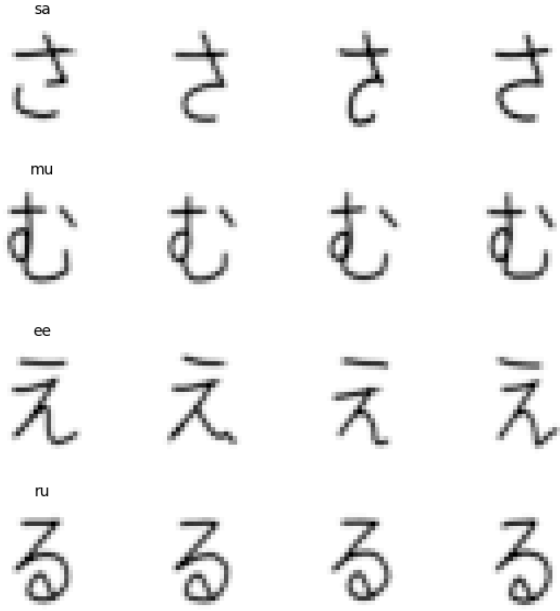 sa
さ さ さ さ
mu
む む む む
ee
え え え え
ru
る る る る